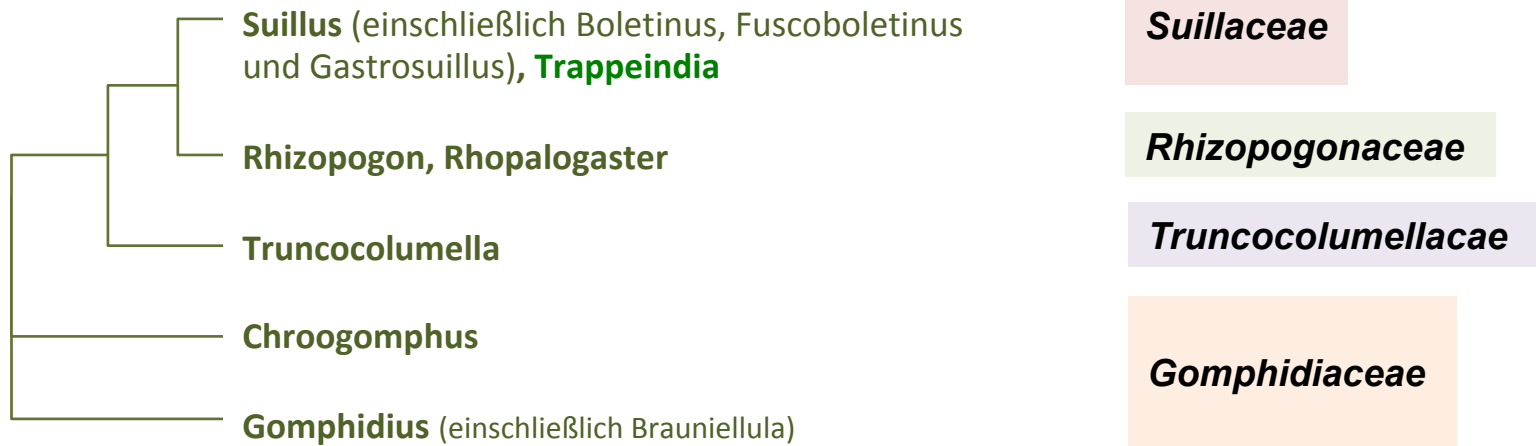 Suillus (einschließlich Boletinus, Fuscoboletinus
und Gastrosuillus), Trappeindia
Suillaceae
Rhizopogon, Rhopalogaster
Rhizopogonaceae
Truncocolumella
Truncocolumellacae
Chroogomphus
Gomphidiaceae
Gomphidius (einschließlich Brauniellula)